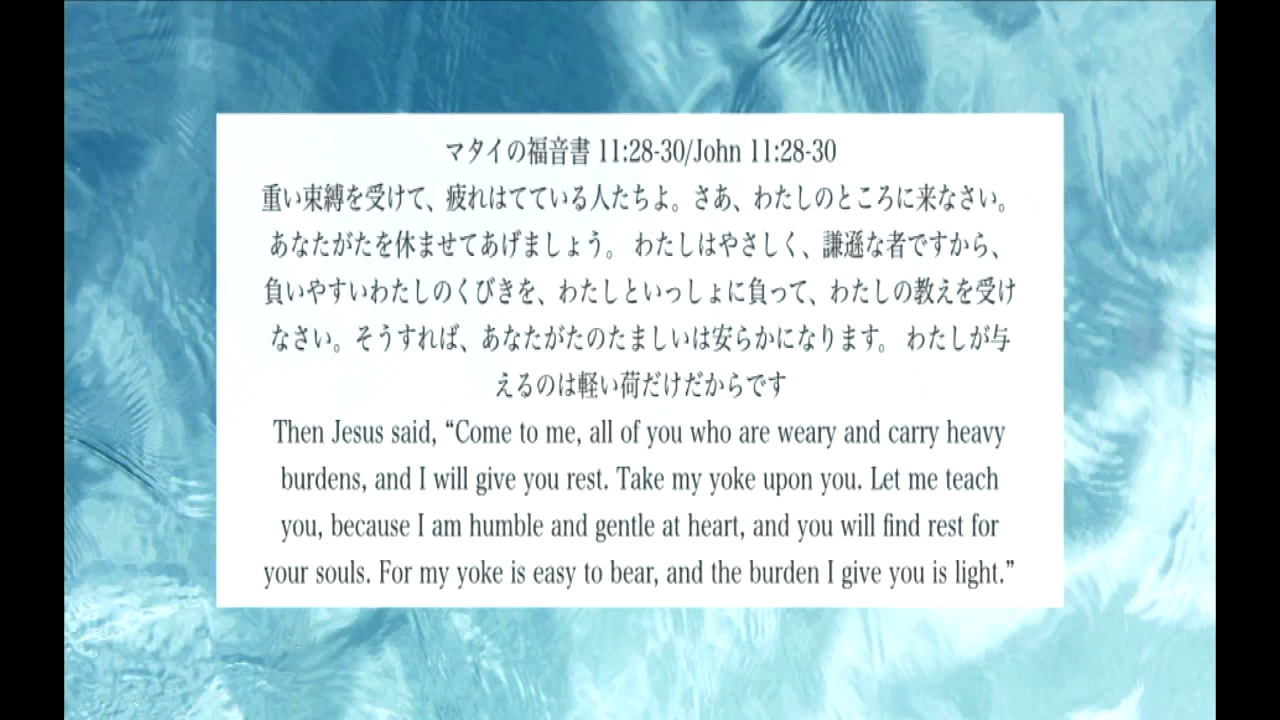 マタイの福音書 11:28-30/John 11:28-30
重い束縛を受けて、疲れはてている人たちよ。さあ、わたしのところに来なさい。
あなたがたを休ませてあげましょう。 わたしはやさしく、謙遜な者ですから、
負いやすいわたしのくびきを、わたしといっしょに負って、わたしの教えを受け
なさい。そうすれば、あなたがたのたましいは安らかになります。 わたしが与
えるのは軽い荷だけだからです
Then Jesus said, “Come to me, all of you who are weary and carry heavy
burdens, and I will give you rest. Take my yoke upon you. Let me teach
you, because I am humble and gentle at heart, and you will find rest for
your souls. For my yoke is easy to bear, and the burden I give you is light.”